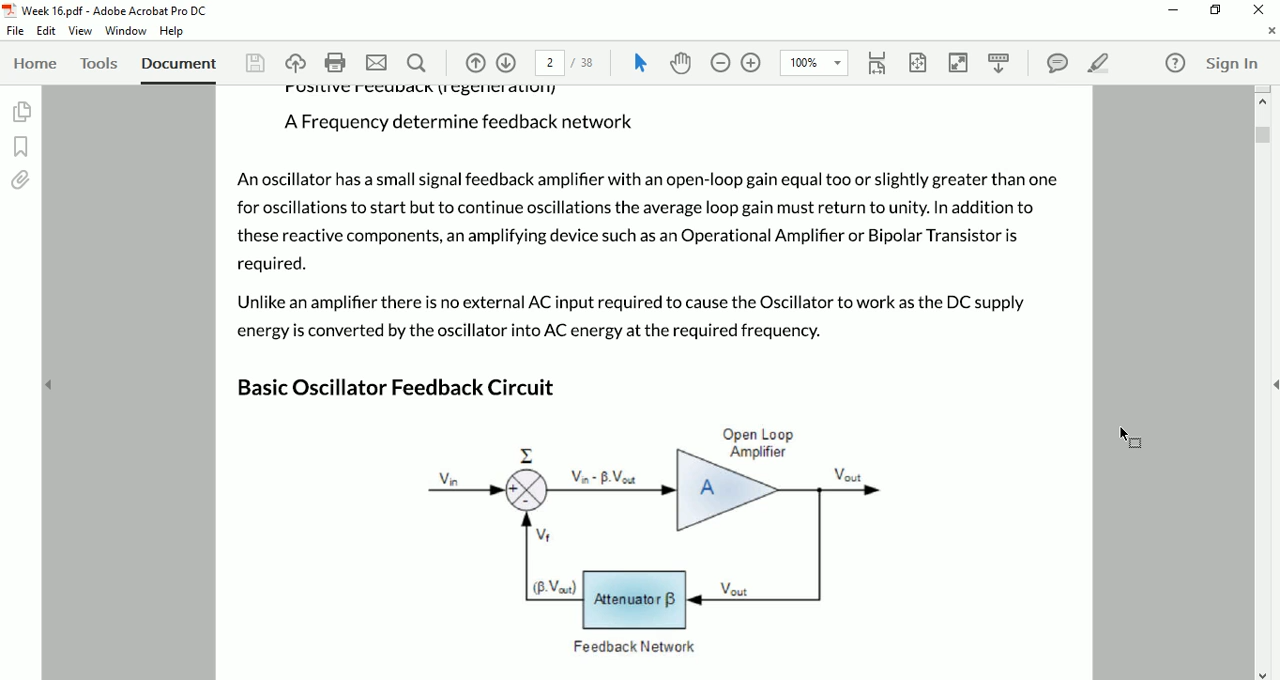 Week 16.pdf - Adobe Acrobat Pro DC
File Edit View Window Help
Home Tools Document 2 / 38 100% Sign In
Positive Feedback (regeneration)
A Frequency determine feedback network
An oscillator has a small signal feedback amplifier with an open-loop gain equal too or slightly greater than one
for oscillations to start but to continue oscillations the average loop gain must return to unity. In addition to
these reactive components, an amplifying device such as an Operational Amplifier or Bipolar Transistor is
required.
Unlike an amplifier there is no external AC input required to cause the Oscillator to work as the DC supply
energy is converted by the oscillator into AC energy at the required frequency.
Basic Oscillator Feedback Circuit
Open Loop
Amplifier
Σ
Vin
Vin - β.Vout
A
Vout
+
-
Vf
(β.Vout)
Attenuator β
Vout
Feedback Network